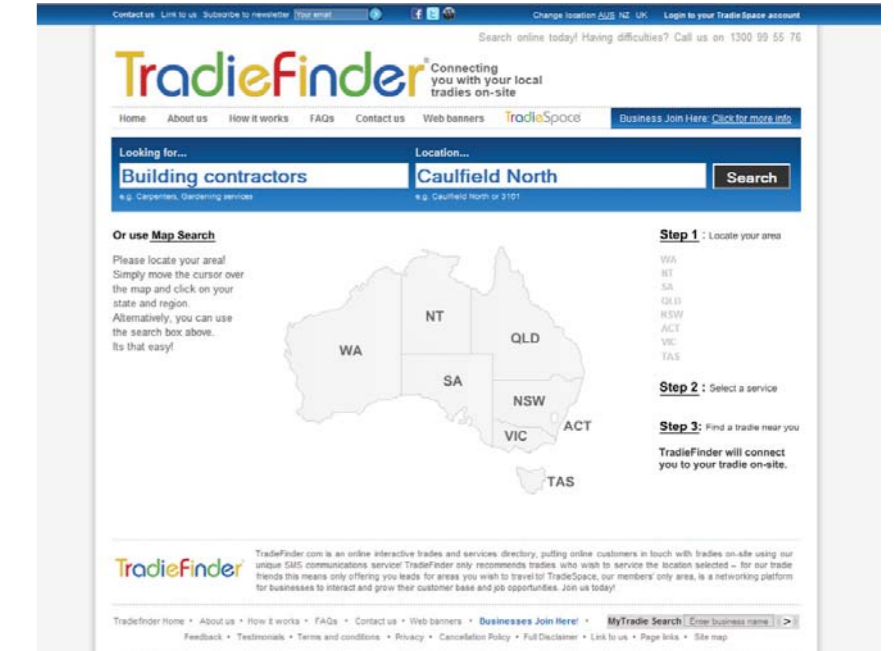 Contact us Link to us Subscribe to newsletter Your email
Change location AUS NZ UK Login to your TradieSpace account
Search online today! Having difficulties? Call us on 1300 99 55 76
TradieFinder®
Connecting
you with your local
tradies on-site
Home About us How it works FAQs Contact us Web banners TradieSpace Business Join Here: Click for more info
Looking for... Location...
Building contractors Caulfield North Search
e.g. Carpenters, Gardening services e.g. Caulfield North or 3161
Or use Map Search
Please locate your area!
Simply move the cursor over
the map and click on your
state and region.
Alternatively, you can use
the search box above.
Its that easy!
WA
NT
SA
QLD
NSW
ACT
VIC
TAS
Step 1 : Locate your area
WA
NT
SA
QLD
NSW
ACT
VIC
TAS
Step 2 : Select a service
Step 3: Find a tradie near you
TradieFinder will connect
you to your tradie on-site.
TradieFinder
TradieFinder.com is an online interactive trades and services directory, putting online customers in touch with tradies on-site using our
unique SMS communications service! TradieFinder only recommends tradies who wish to service the location selected – for our trade
friends this means only offering you leads for areas you wish to travel to! TradieSpace, our members' only area, is a networking platform
for businesses to interact and grow their customer base and job opportunities. Join us today!
Tradiefinder Home • About us • How it works • FAQs • Contact us • Web banners • Businesses Join Here! • MyTradie Search Enter business name >
Feedback • Testimonials • Terms and conditions • Privacy • Cancellation Policy • Full Disclaimer • Link to us • Page links • Site map